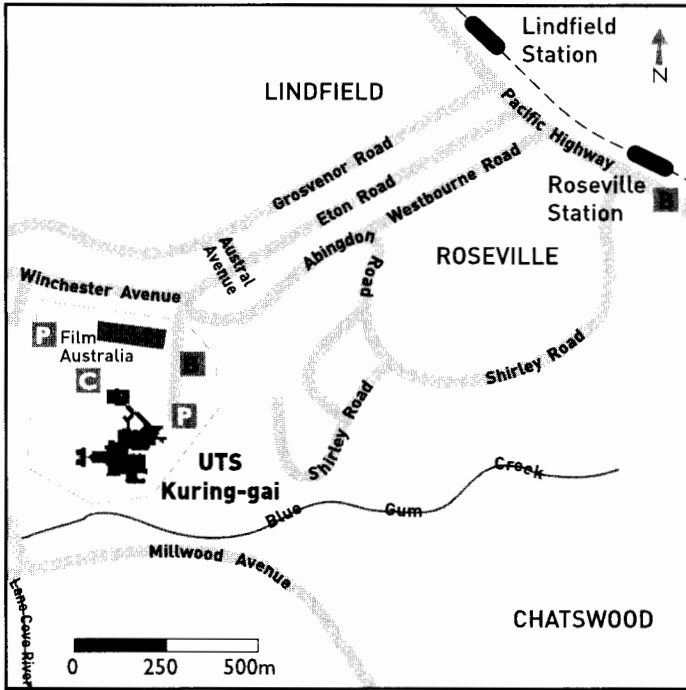 Lindfield
Station
N
LINDFIELD
Pacific Highway
Grosvenor Road
Eton Road
Westbourne Road
Roseville
Station
B
Austral
Avenue
Abingdon
Road
ROSEVILLE
Winchester Avenue
P
Film
Australia
B
C
P
Shirley Road
Shirley Road
UTS
Kuring-gai
Blue Gum Creek
Millwood Avenue
Lane Cove River
CHATSWOOD
0 250 500m